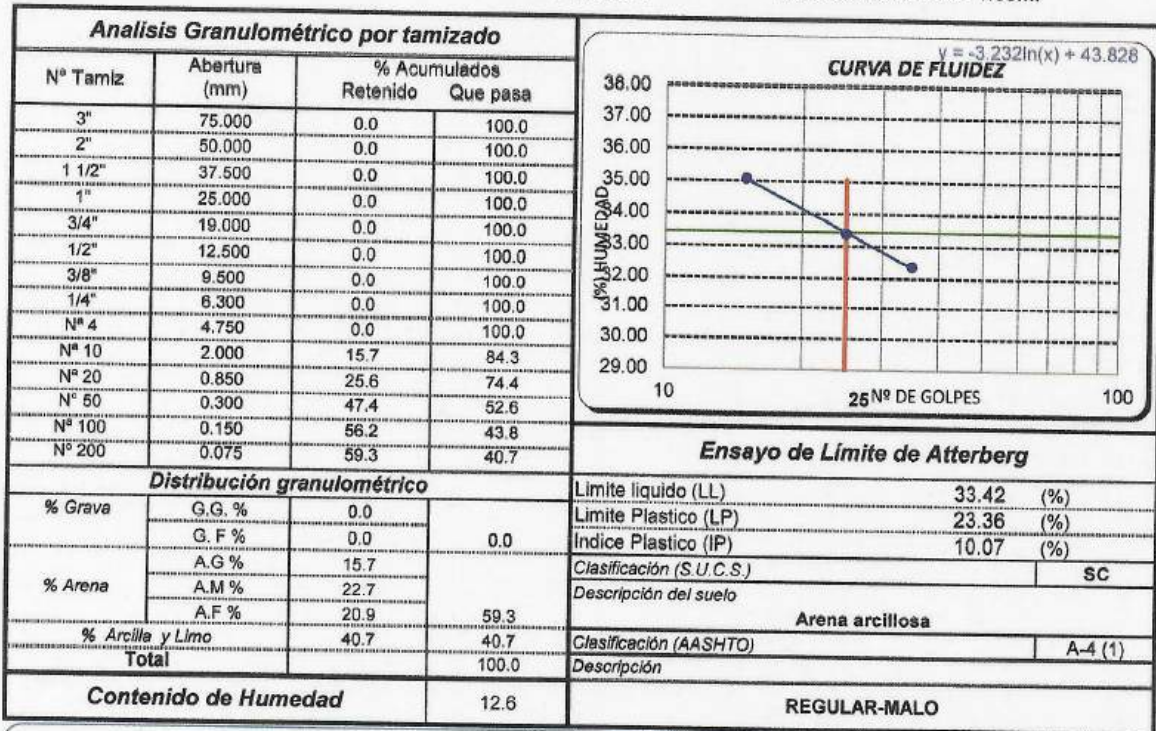 Analisis Granulométrico por tamizado
Nº Tamiz Abertura (mm) % Acumulados Retenido Que pasa
3" 75.000 0.0 100.0
2" 50.000 0.0 100.0
1 1/2" 37.500 0.0 100.0
1" 25.000 0.0 100.0
3/4" 19.000 0.0 100.0
1/2" 12.500 0.0 100.0
3/8" 9.500 0.0 100.0
1/4" 6.300 0.0 100.0
Nª 4 4.750 0.0 100.0
Nª 10 2.000 15.7 84.3
Nª 20 0.850 25.6 74.4
N° 50 0.300 47.4 52.6
Nª 100 0.150 56.2 43.8
Nº 200 0.075 59.3 40.7
Distribución granulométrico
% Grava G.G. % 0.0
G. F % 0.0 0.0
A.G % 15.7
% Arena A.M % 22.7
A.F % 20.9 59.3
% Arcilla y Limo 40.7 40.7
Total 100.0
Contenido de Humedad 12.6
y = -3.232ln(x) + 43.828
CURVA DE FLUIDEZ
38.00
37.00
36.00
35.00
34.00
33.00
32.00
31.00
30.00
29.00
(%) HUMEDAD
10 25 Nº DE GOLPES 100
Ensayo de Límite de Atterberg
Limite liquido (LL) 33.42 (%)
Limite Plastico (LP) 23.36 (%)
Indice Plastico (IP) 10.07 (%)
Clasificación (S.U.C.S.) SC
Descripción del suelo
Arena arcillosa
Clasificación (AASHTO) A-4 (1)
Descripción
REGULAR-MALO